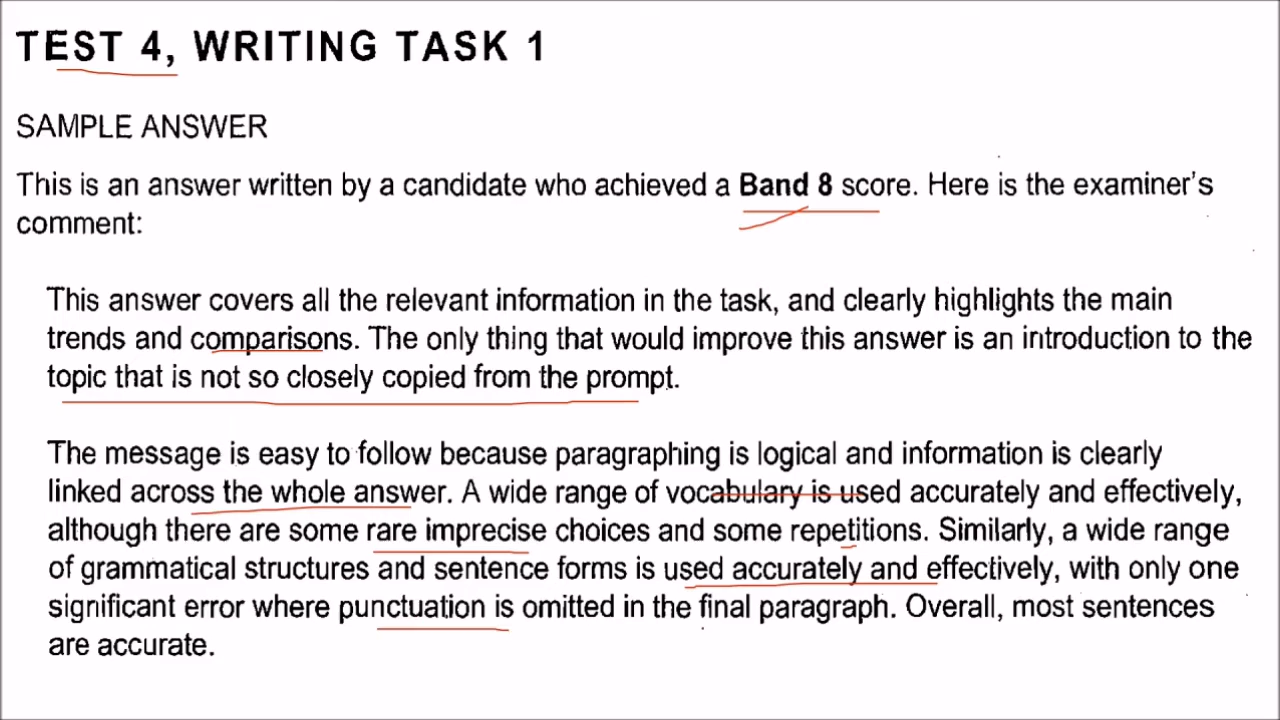 TEST 4, WRITING TASK 1
SAMPLE ANSWER
This is an answer written by a candidate who achieved a Band 8 score. Here is the examiner's
comment:
This answer covers all the relevant information in the task, and clearly highlights the main
trends and comparisons. The only thing that would improve this answer is an introduction to the
topic that is not so closely copied from the prompt.
The message is easy to follow because paragraphing is logical and information is clearly
linked across the whole answer. A wide range of vocabulary is used accurately and effectively,
although there are some rare imprecise choices and some repetitions. Similarly, a wide range
of grammatical structures and sentence forms is used accurately and effectively, with only one
significant error where punctuation is omitted in the final paragraph. Overall, most sentences
are accurate.